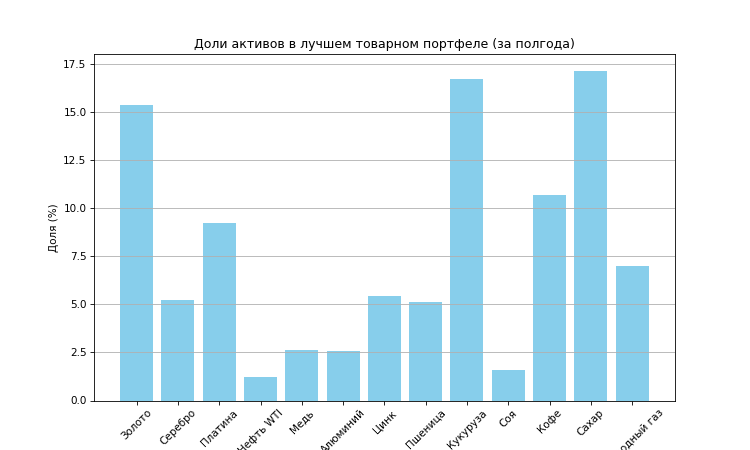 Доли активов в лучшем товарном портфеле (за полгода)
Доля (%)
17.5
15.0
12.5
10.0
7.5
5.0
2.5
0.0
Золото
Серебро
Платина
Нефть WTI
Медь
Алюминий
Цинк
Пшеница
Кукуруза
Соя
Кофе
Сахар
газ